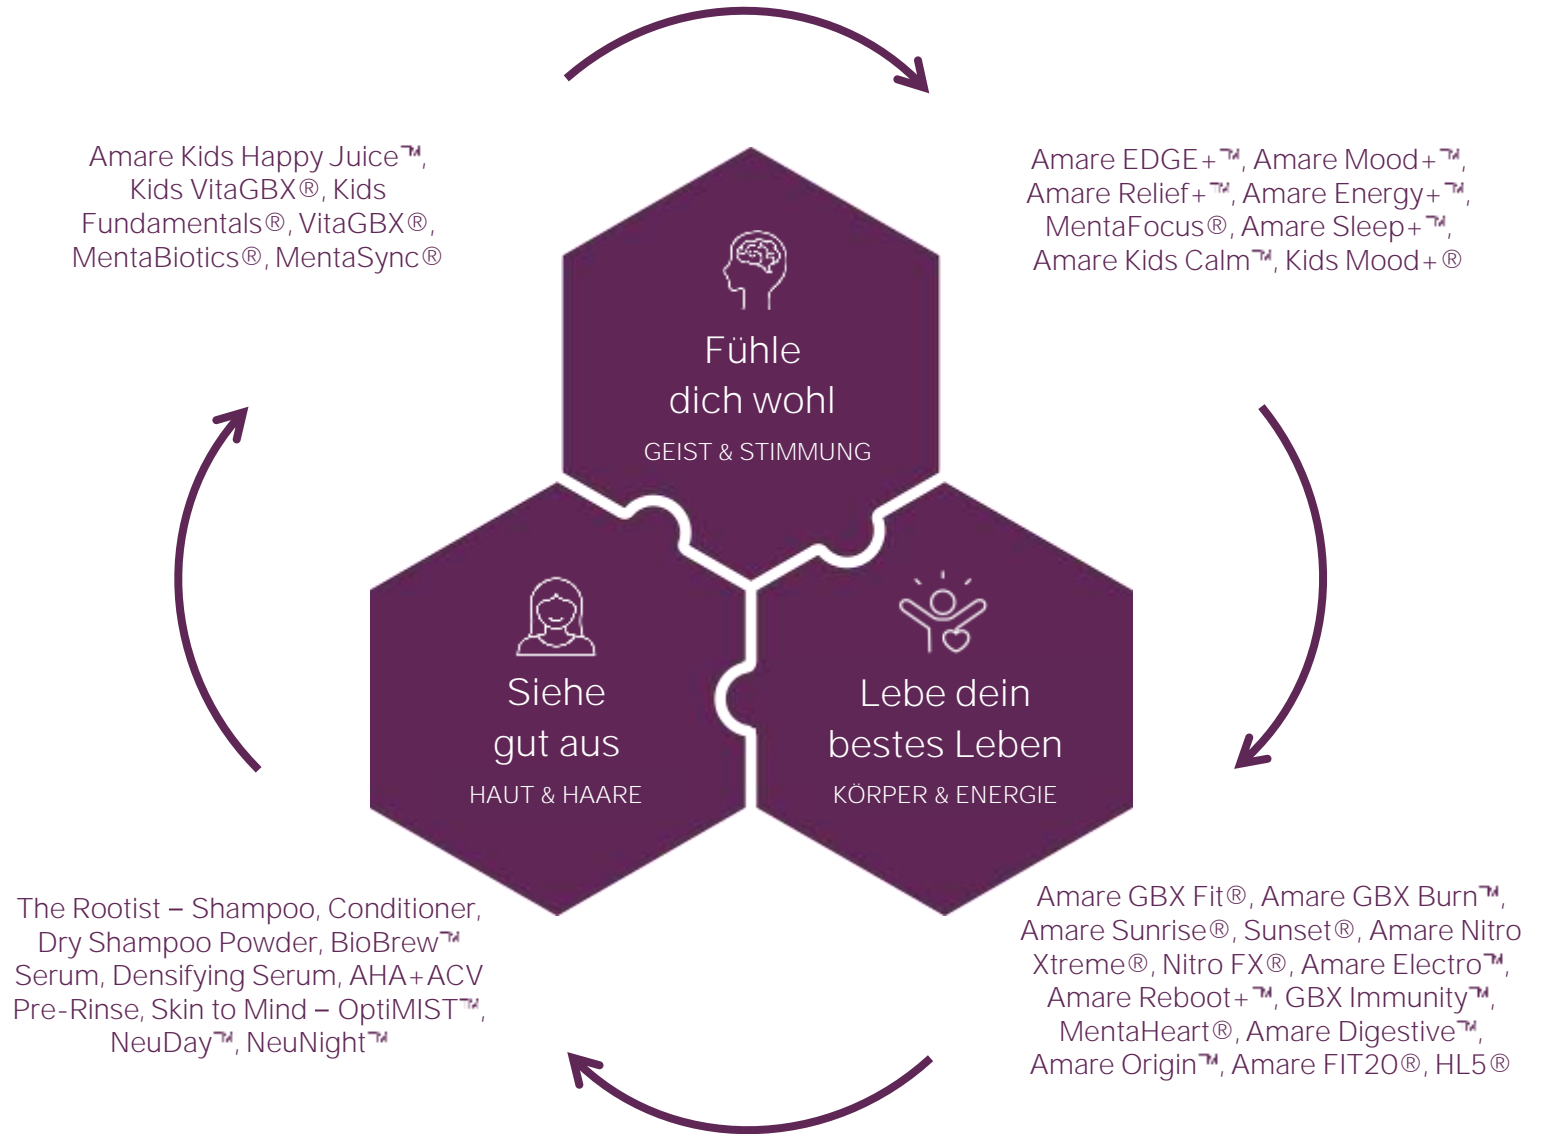 Amare Kids Happy Juice™,
Kids VitaGBX®, Kids
Fundamentals®, VitaGBX®,
MentaBiotics®, MentaSync®
Amare EDGE+™, Amare Mood+™,
Amare Relief+™, Amare Energy+™,
MentaFocus®, Amare Sleep+™,
Amare Kids Calm™, Kids Mood+®
Fühle
dich wohl
GEIST & STIMMUNG
Siehe
gut aus
HAUT & HAARE
Lebe dein
bestes Leben
KÖRPER & ENERGIE
The Rootist – Shampoo, Conditioner,
Dry Shampoo Powder, BioBrew™
Serum, Densifying Serum, AHA+ACV
Pre-Rinse, Skin to Mind – OptiMIST™,
NeuDay™, NeuNight™
Amare GBX Fit®, Amare GBX Burn™,
Amare Sunrise®, Sunset®, Amare Nitro
Xtreme®, Nitro FX®, Amare Electro™,
Amare Reboot+™, GBX Immunity™,
MentaHeart®, Amare Digestive™,
Amare Origin™, Amare FIT20®, HL5®